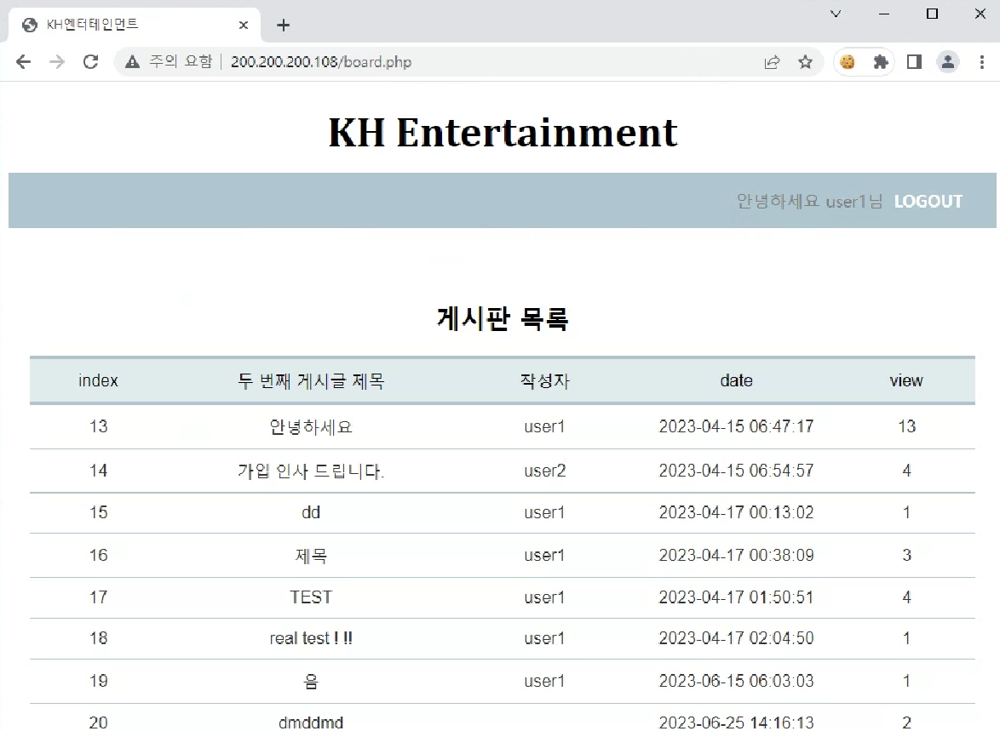 KH엔터테인먼트
주의 요함 200.200.200.108/board.php
KH Entertainment
안녕하세요 user1님 LOGOUT
게시판 목록
index 두 번째 게시글 제목 작성자 date view
13 안녕하세요 user1 2023-04-15 06:47:17 13
14 가입 인사 드립니다. user2 2023-04-15 06:54:57 4
15 dd user1 2023-04-17 00:13:02 1
16 제목 user1 2023-04-17 00:38:09 3
17 TEST user1 2023-04-17 01:50:51 4
18 real test ! !!! user1 2023-04-17 02:04:50 1
19 음 user1 2023-06-15 06:03:03 1
20 dmddmd 2023-06-25 14:16:13 2